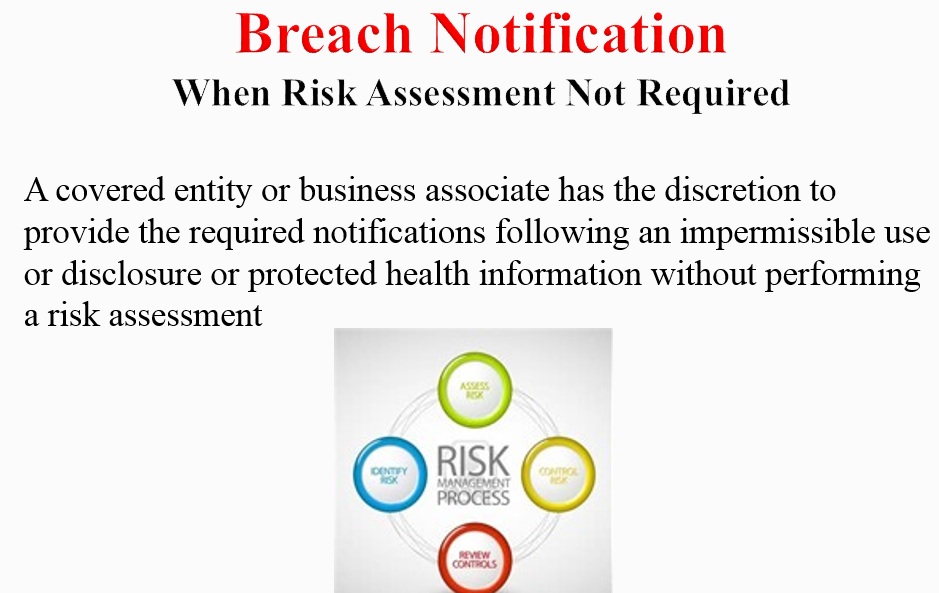 Breach Notification
When Risk Assessment Not Required
A covered entity or business associate has the discretion to
provide the required notifications following an impermissible use
or disclosure or protected health information without performing
a risk assessment
ASSESS
RISK
IDENTIFY
RISK
RISK
MANAGEMENT
PROCESS
CONTROL
RISK
REVIEW
CONTROLS